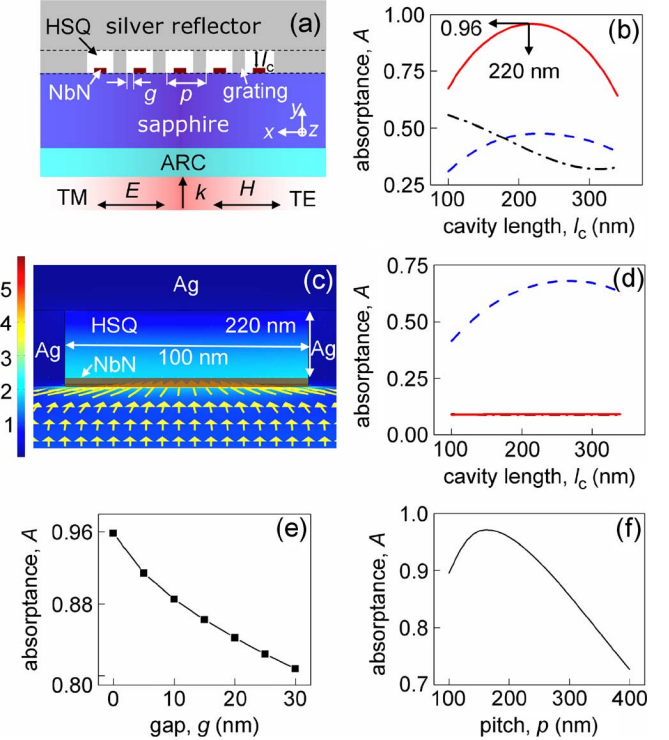 (a)
HSQ silver reflector
l_c
NbN g p grating
sapphire
y
x z
ARC
TM E k H TE
(b)
absorptance, A
1.00
0.75
0.50
0.25
0.96
220 nm
100 200 300
cavity length, l_c (nm)
(c)
5
4
3
2
1
Ag
HSQ 220 nm
Ag 100 nm Ag
NbN
(d)
absorptance, A
0.75
0.50
0.25
0.00
100 200 300
cavity length, l_c (nm)
(e)
absorptance, A
0.96
0.88
0.80
0 10 20 30
gap, g (nm)
(f)
absorptance, A
1.0
0.9
0.8
0.7
100 200 300 400
pitch, p (nm)